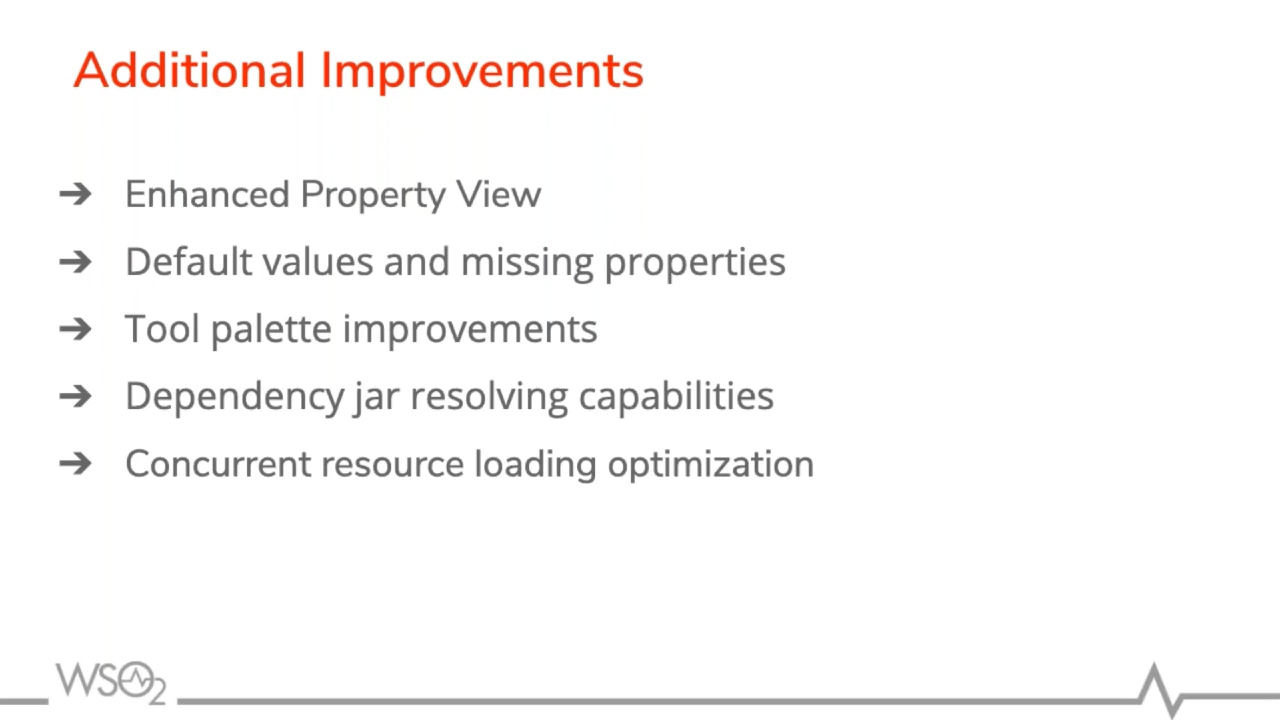 Additional Improvements
➔ Enhanced Property View
➔ Default values and missing properties
➔ Tool palette improvements
➔ Dependency jar resolving capabilities
➔ Concurrent resource loading optimization
WSO2